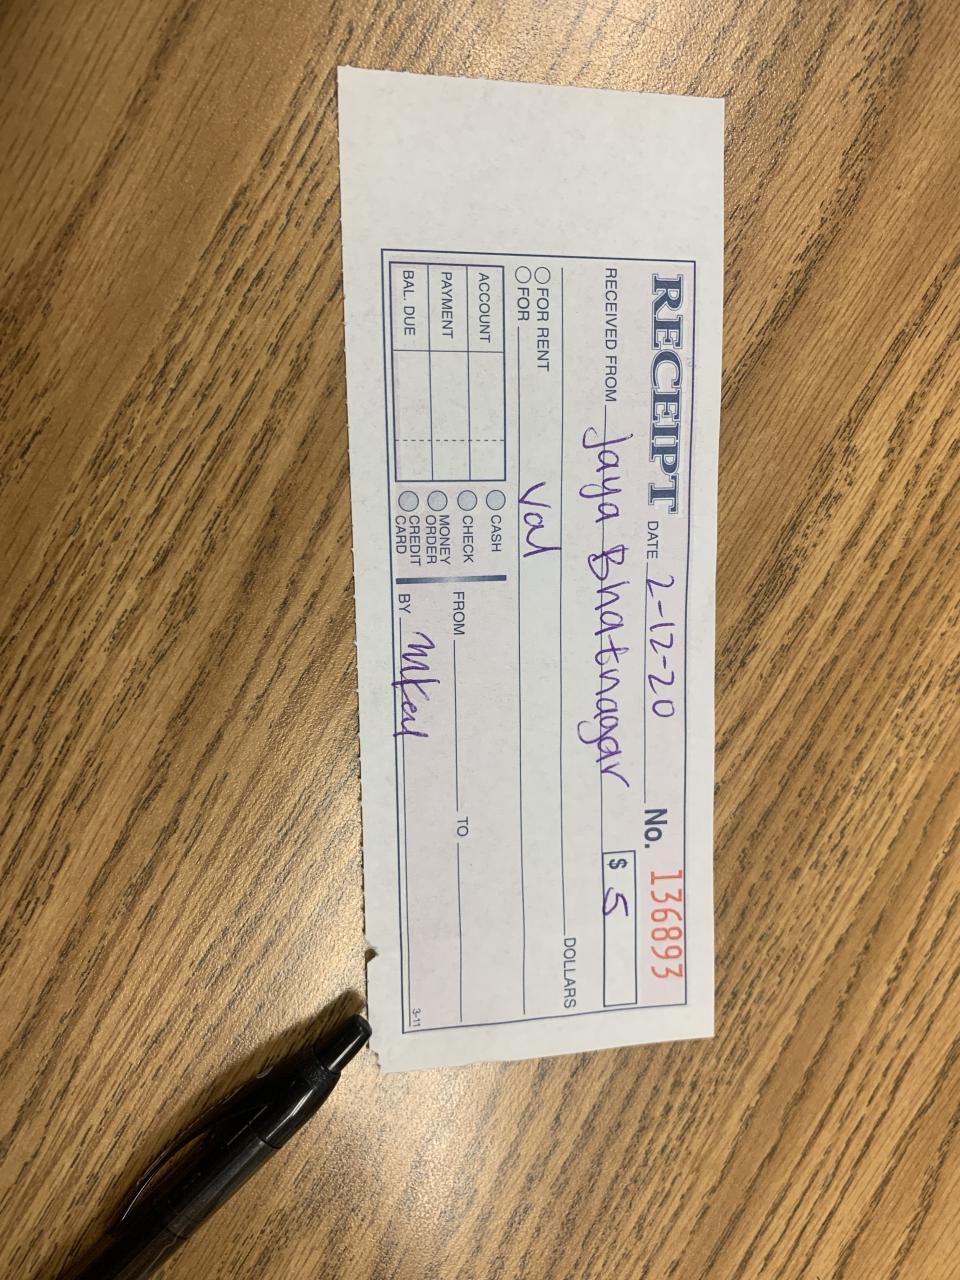 RECEIPT DATE 2-12-20 No. 136893
RECEIVED FROM Jaya Bhatnagar $ 5
DOLLARS
FOR RENT
FOR Val
ACCOUNT
PAYMENT
BAL. DUE
CASH
CHECK
MONEY ORDER
CREDIT CARD
FROM TO
BY
3-11